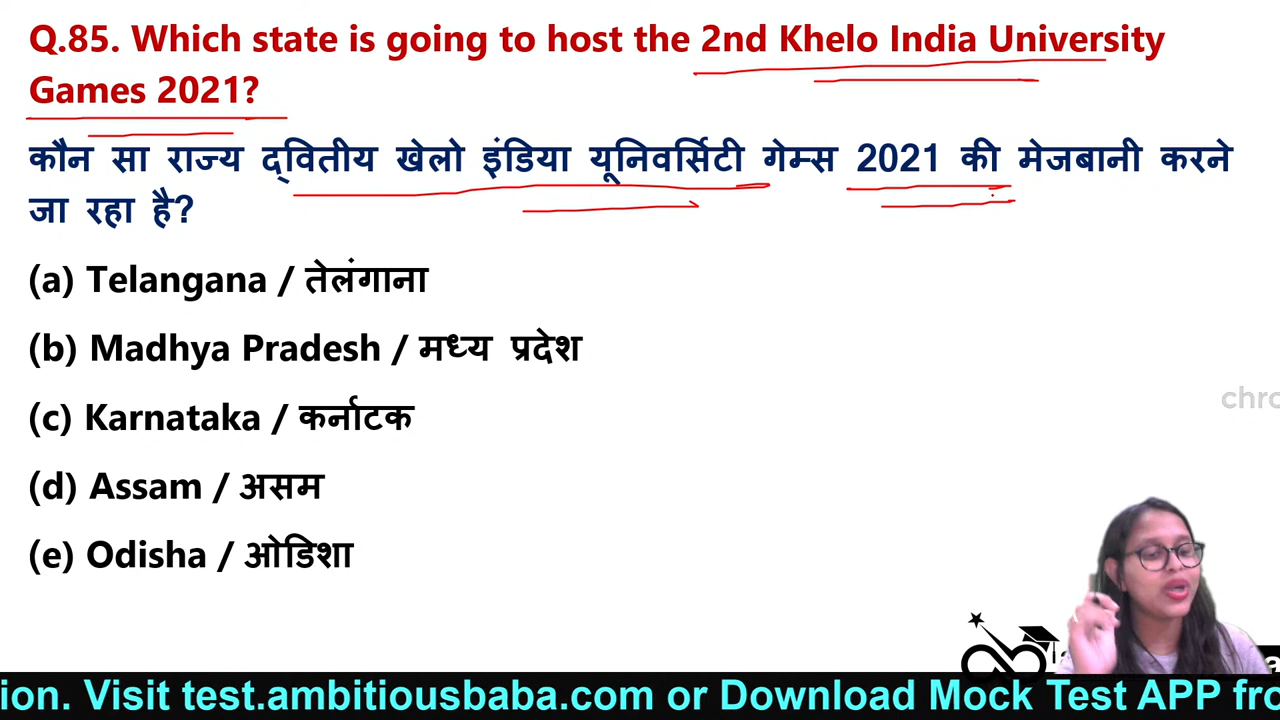 Q.85. Which state is going to host the 2nd Khelo India University
Games 2021?
कौन सा राज्य द्वितीय खेलो इंडिया यूनिवर्सिटी गेम्स 2021 की मेजबानी करने
जा रहा है?
(a) Telangana / तेलंगाना
(b) Madhya Pradesh / मध्य प्रदेश
(c) Karnataka / कर्नाटक
chro
(d) Assam / असम
(e) Odisha / ओडिशा
ion. Visit test.ambitiousbaba.com or Download Mock Test APP fro